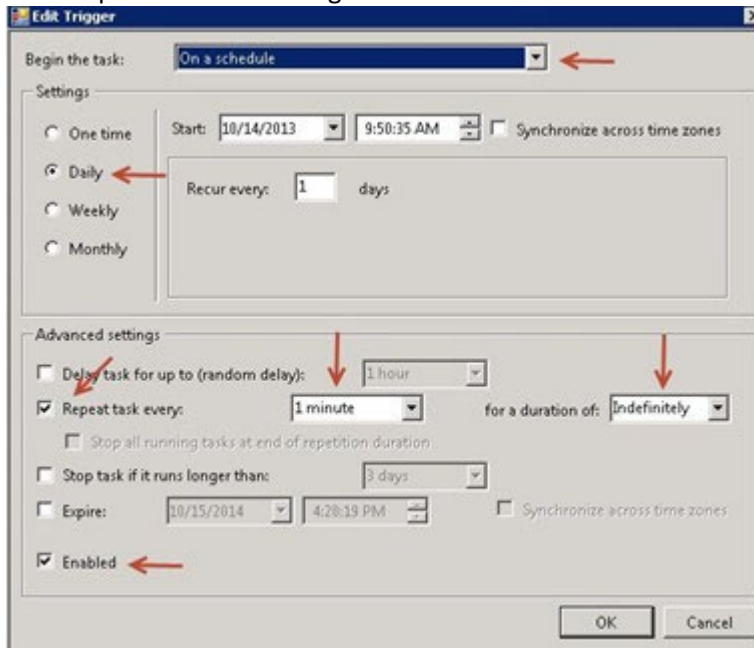 Edit Trigger
Begin the task: On a schedule
Settings
One time Start: 10/14/2013 9:50:35 AM Synchronize across time zones
Daily
Recur every: 1 days
Weekly
Monthly
Advanced settings
Delay task for up to (random delay): 1 hour
Repeat task every: 1 minute for a duration of: Indefinitely
Stop all running tasks at end of repetition duration
Stop task if it runs longer than: 3 days
Expire: 10/15/2014 4:28:19 PM Synchronize across time zones
Enabled
OK Cancel